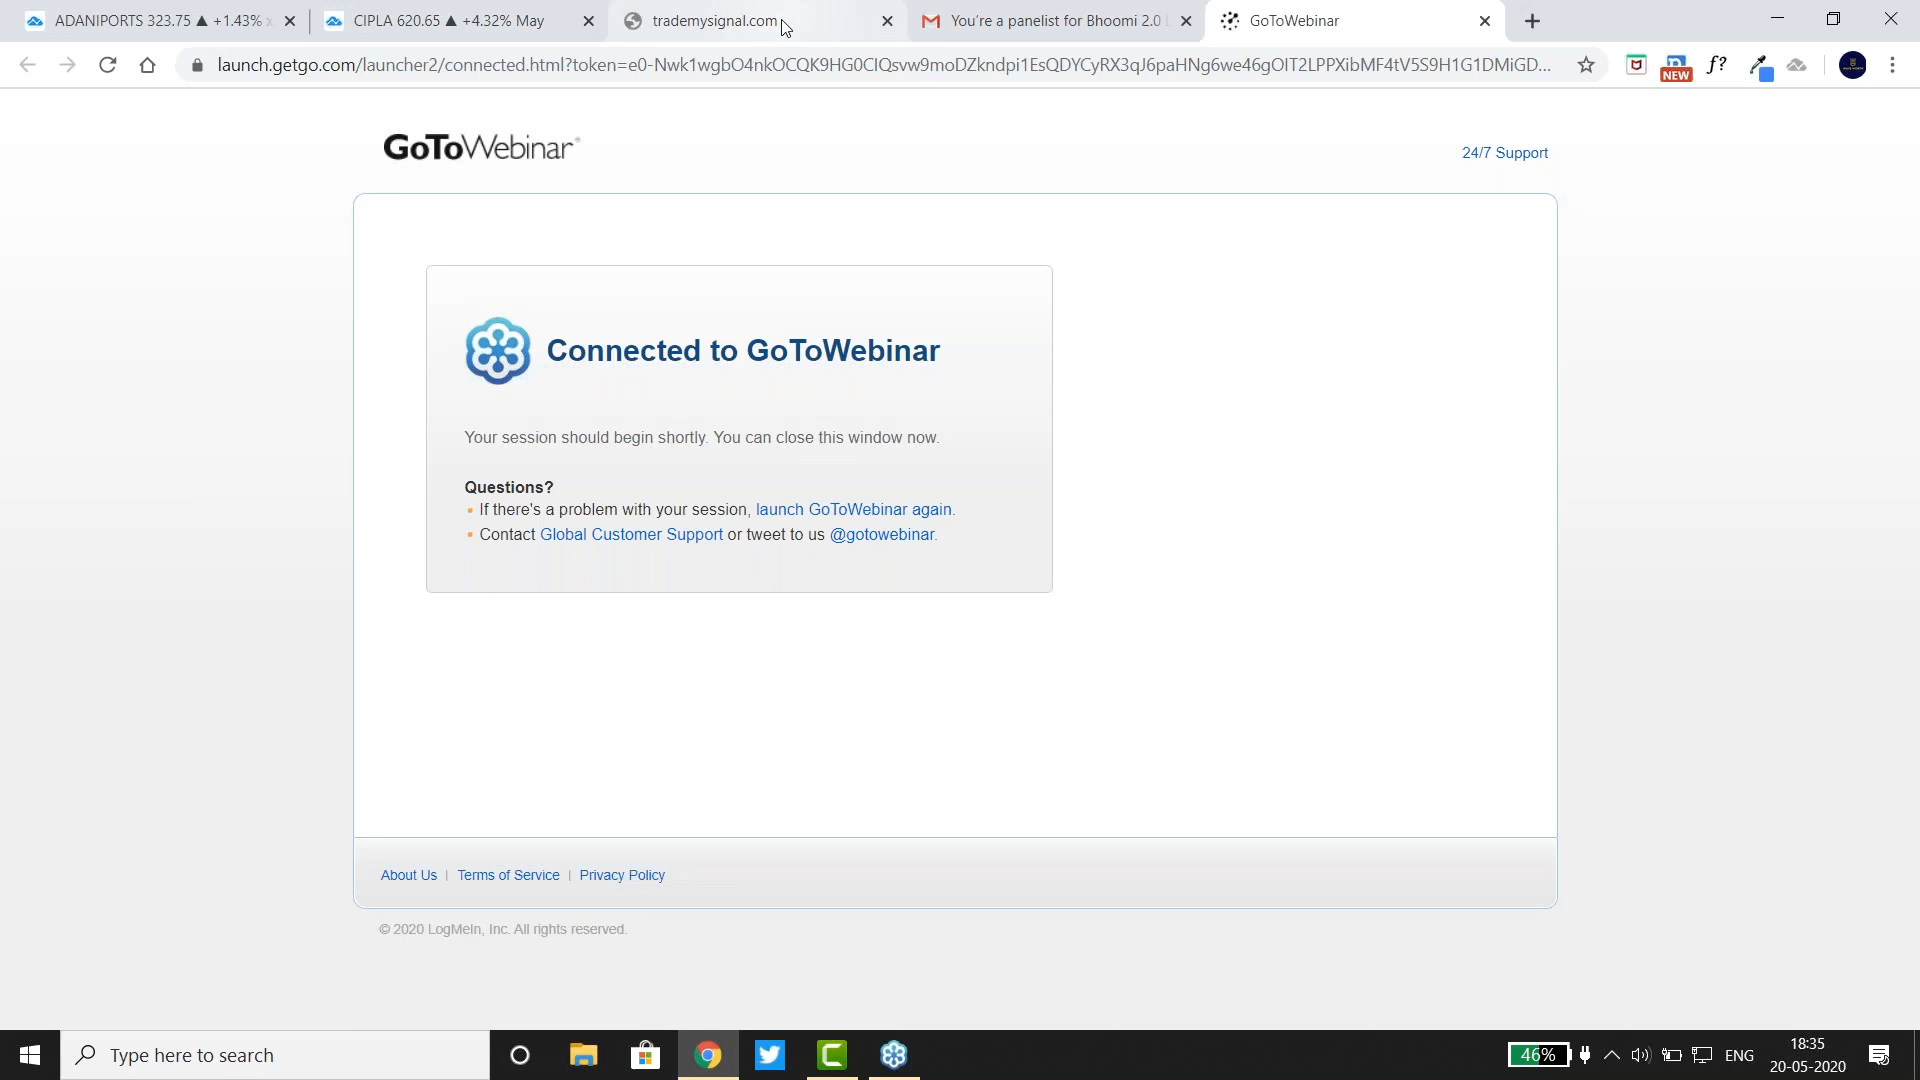 ADANIPORTS 323.75 ▲ +1.43%
CIPLA 620.65 ▲ +4.32% May
trademysignal.com
You're a panelist for Bhoomi 2.0
GoToWebinar
launch.getgo.com/launcher2/connected.html?token=e0-Nwk1wgbO4nkOCQK9HG0CIQsvw9moDZkndpi1EsQDYCyRX3qJ6paHNg6we46gOIT2LPPXibMF4tV5S9H1G1DMiGD...
NEW
f?
GoToWebinar
24/7 Support
Connected to GoToWebinar
Your session should begin shortly. You can close this window now.
Questions?
If there's a problem with your session, launch GoToWebinar again.
Contact Global Customer Support or tweet to us @gotowebinar.
About Us | Terms of Service | Privacy Policy
© 2020 LogMeIn, Inc. All rights reserved.
Type here to search
46%
ENG
18:35
20-05-2020